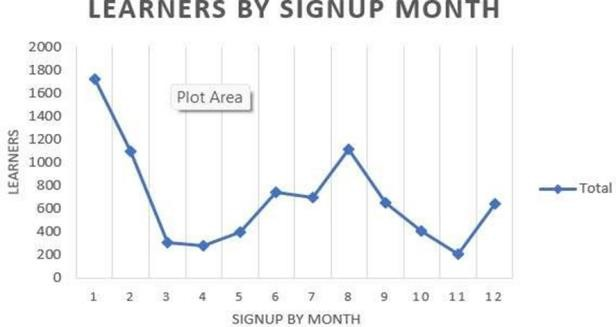 LEARNERS BY SIGNUP MONTH
2000
1800
1600
1400
1200
1000
800
600
400
200
0
LEARNERS
Plot Area
Total
1 2 3 4 5 6 7 8 9 10 11 12
SIGNUP BY MONTH